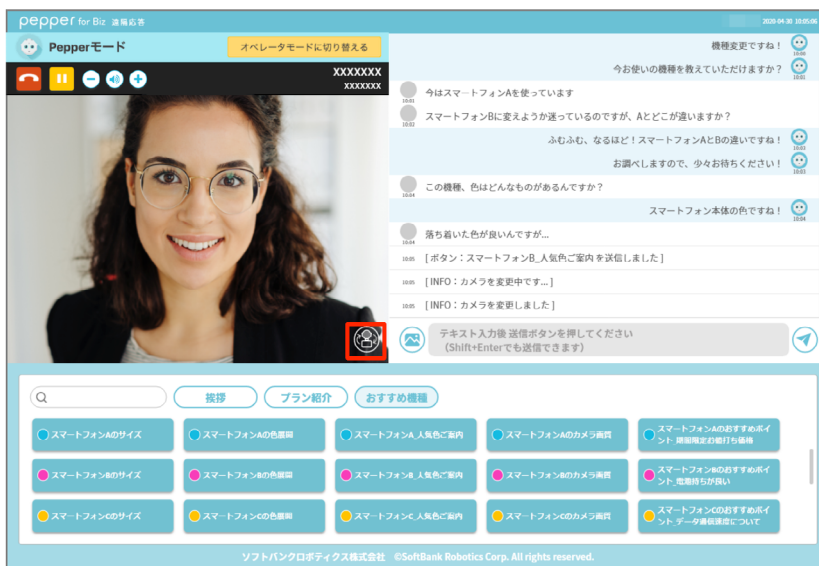 pepper for Biz 遠隔応答
2020-04-30 10:05:06
Pepperモード
オペレータモードに切り替える
XXXXXXX
XXXXXXX
機種変更ですね！
10:00
今お使いの機種を教えていただけますか？
10:01
今はスマートフォンAを使っています
10:01
スマートフォンBに変えようか迷っているのですが、Aとどこが違いますか？
10:02
ふむふむ、なるほど！スマートフォンAとBの違いですね！
10:03
お調べしますので、少々お待ちください！
10:03
この機種、色はどんなものがあるんですか？
10:04
スマートフォン本体の色ですね！
10:04
落ち着いた色が良いんですが...
10:04
10:05 [ ボタン：スマートフォンB_人気色ご案内 を送信しました ]
10:05 [ INFO：カメラを変更中です... ]
10:05 [ INFO：カメラを変更しました ]
テキスト入力後 送信ボタンを押してください
（Shift+Enterでも送信できます）
挨拶
プラン紹介
おすすめ機種
スマートフォンAのサイズ
スマートフォンAの色展開
スマートフォンA_人気色ご案内
スマートフォンAのカメラ画質
スマートフォンAのおすすめポイ
ント_期間限定お値打ち価格
スマートフォンBのサイズ
スマートフォンBの色展開
スマートフォンB_人気色ご案内
スマートフォンBのカメラ画質
スマートフォンBのおすすめポイ
ント_電池持ちが良い
スマートフォンCのサイズ
スマートフォンCの色展開
スマートフォンC_人気色ご案内
スマートフォンCのカメラ画質
スマートフォンCのおすすめポイ
ント_データ通信速度について
ソフトバンクロボティクス株式会社 ©SoftBank Robotics Corp. All rights reserved.